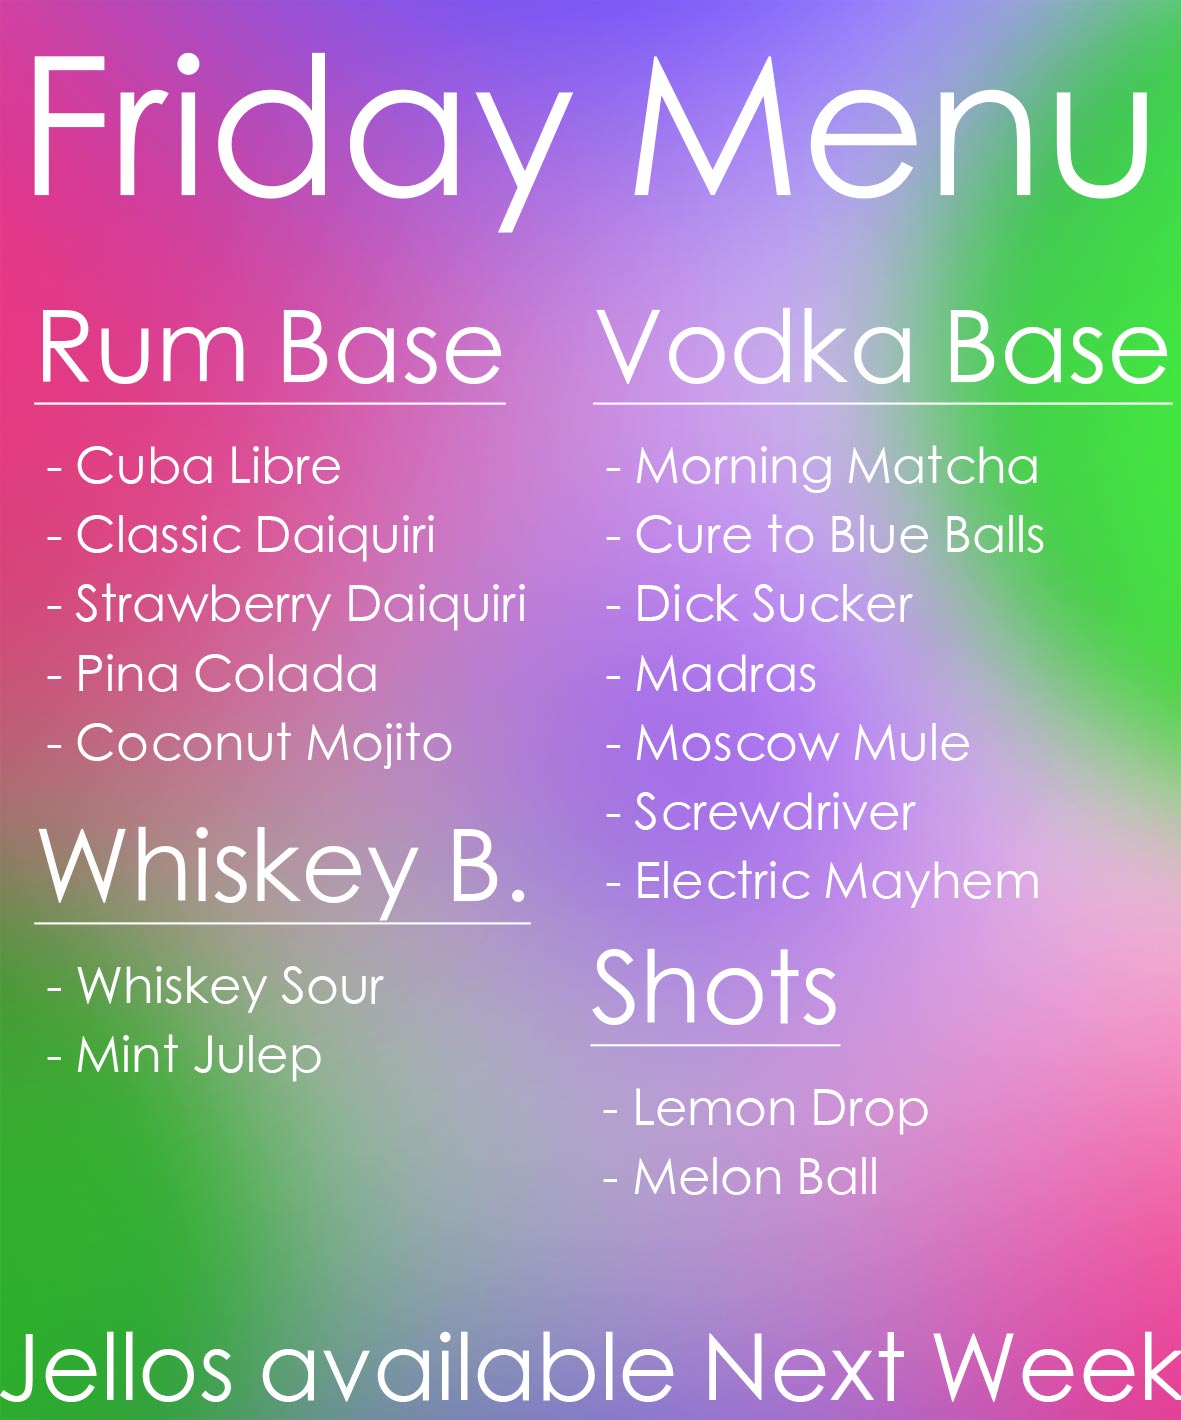 Friday Menu
Rum Base
- Cuba Libre
- Classic Daiquiri
- Strawberry Daiquiri
- Pina Colada
- Coconut Mojito
Whiskey B.
- Whiskey Sour
- Mint Julep
Vodka Base
- Morning Matcha
- Cure to Blue Balls
- Dick Sucker
- Madras
- Moscow Mule
- Screwdriver
- Electric Mayhem
Shots
- Lemon Drop
- Melon Ball
Jellos available Next Week